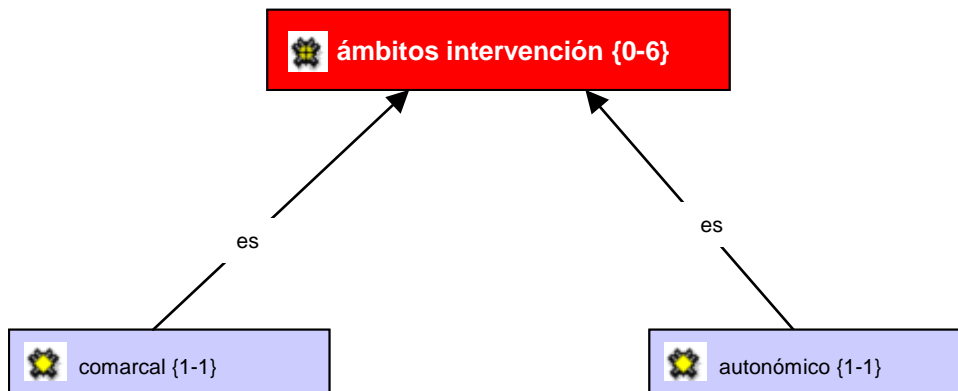 ámbitos intervención {0-6}
es
es
comarcal {1-1}
autonómico {1-1}